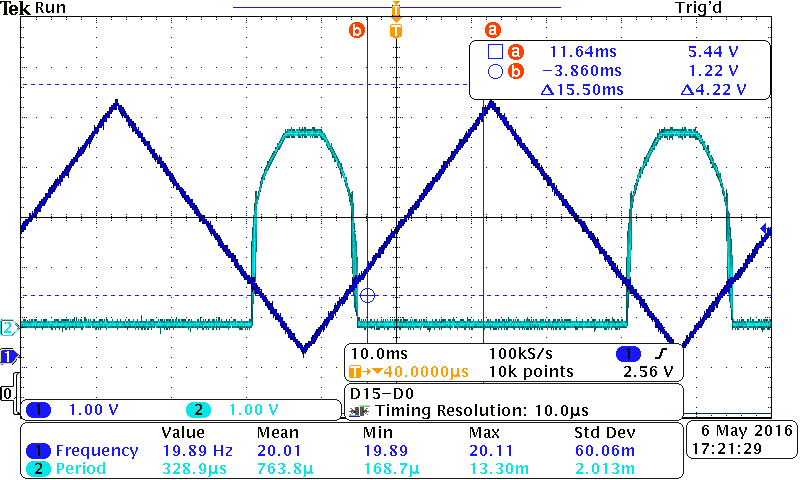 Tek Run Trig'd
b T a
a 11.64ms 5.44 V
b −3.860ms 1.22 V
Δ15.50ms Δ4.22 V
T
2
1
0
10.0ms 100kS/s 1
T→▼40.0000µs 10k points 2.56 V
1 1.00 V 2 1.00 V
D15-D0
Timing Resolution: 10.0µs
Value Mean Min Max Std Dev
1 Frequency 19.89 Hz 20.01 19.89 20.11 60.06m
2 Period 328.9µs 763.8µ 168.7µ 13.30m 2.013m
6 May 2016
17:21:29